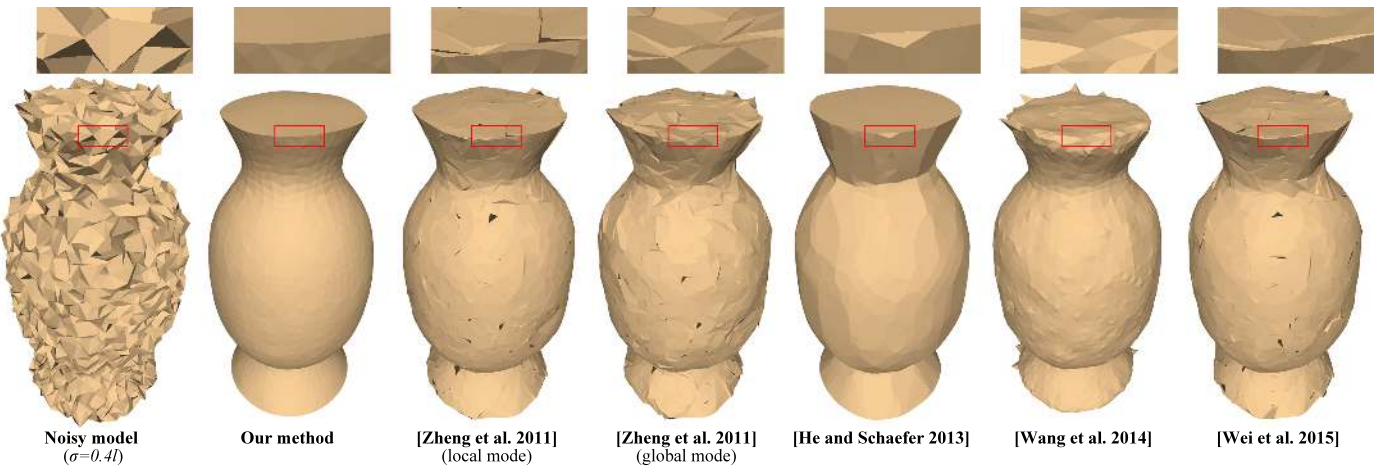 Noisy model
(σ=0.4l)
Our method
[Zheng et al. 2011]
(local mode)
[Zheng et al. 2011]
(global mode)
[He and Schaefer 2013]
[Wang et al. 2014]
[Wei et al. 2015]